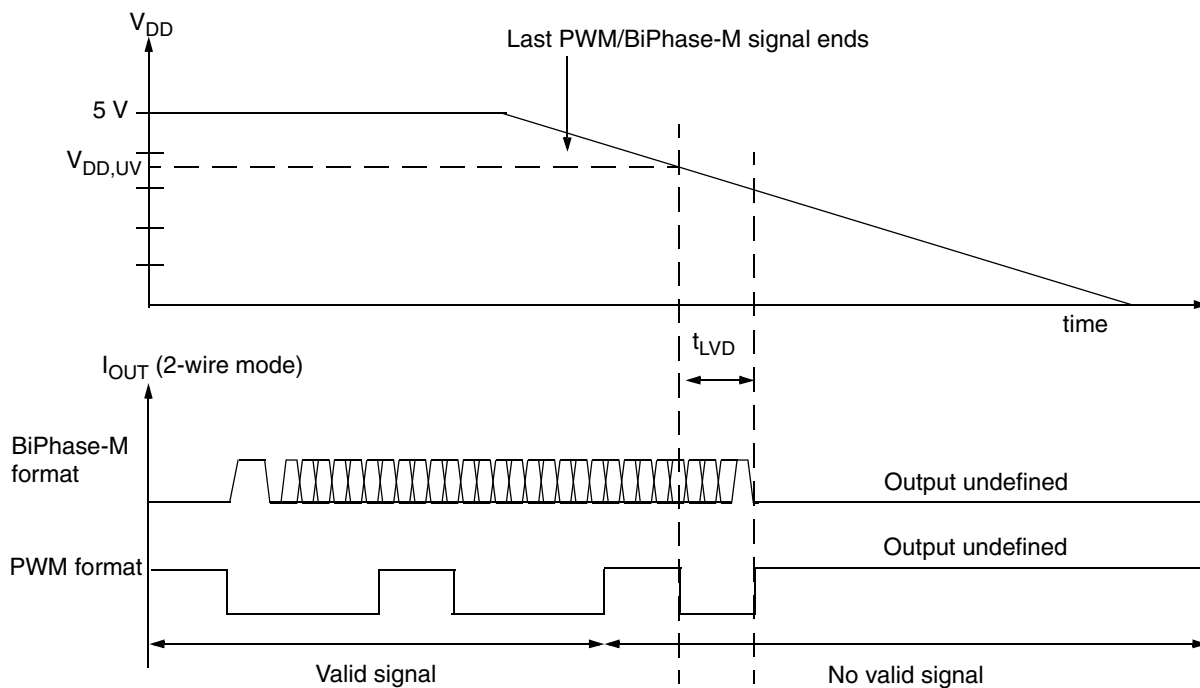 V_DD
Last PWM/BiPhase-M signal ends
5 V
V_DD,UV
time
t_LVD
I_OUT (2-wire mode)
BiPhase-M
format
Output undefined
PWM format
Output undefined
Valid signal
No valid signal